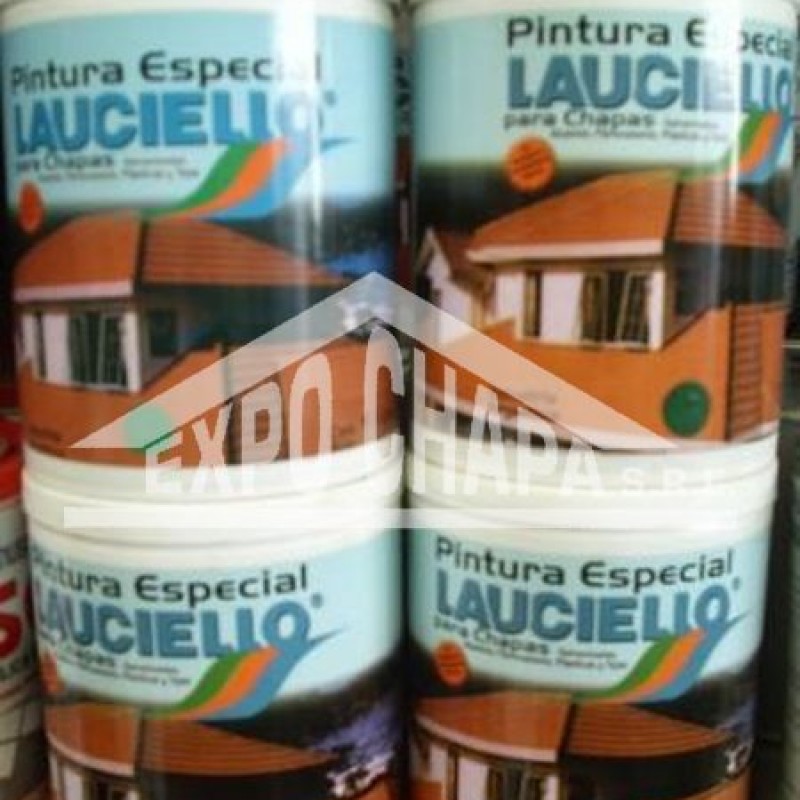 Pintura Especial
LAUCIELLO®
para Chapas
Pintura Especial
LAUCIELLO
para Chapas
EXPO CHAPA S.R.L.
Pintura Especial
LAUCIELLO®
para Chapas
Pintura Especial
LAUCIELLO®
para Chapas